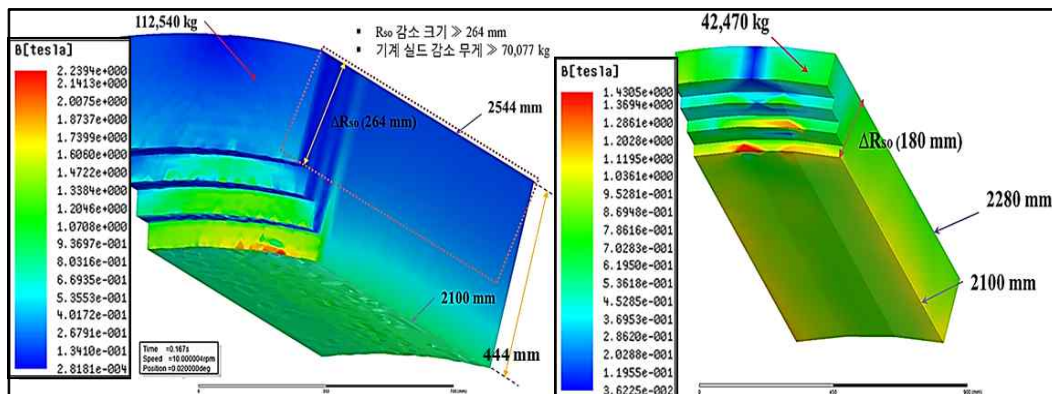 112,540 kg
▪ Rso 감소 크기 ≫ 264 mm
▪ 기계 실드 감소 무게 ≫ 70,077 kg
B[tesla]
2.2394e+000
2.1413e+000
2.0075e+000
1.8737e+000
1.7399e+000
1.6060e+000
1.4722e+000
1.3384e+000
1.2046e+000
1.0708e+000
9.3697e-001
8.0316e-001
6.6935e-001
5.3553e-001
4.0172e-001
2.6791e-001
1.3410e-001
2.8181e-004
2544 mm
ΔRso (264 mm)
2100 mm
444 mm
Time =0.167s
Speed =10.000004rpm
Position =0.020000deg
0
42,470 kg
B[tesla]
1.4305e+000
1.3694e+000
1.2861e+000
1.2028e+000
1.1195e+000
1.0361e+000
9.5281e-001
8.6948e-001
7.8616e-001
7.0283e-001
6.1950e-001
5.3618e-001
4.5285e-001
3.6953e-001
2.8620e-001
2.0288e-001
1.1955e-001
3.6225e-002
ΔRso (180 mm)
2280 mm
2100 mm
0